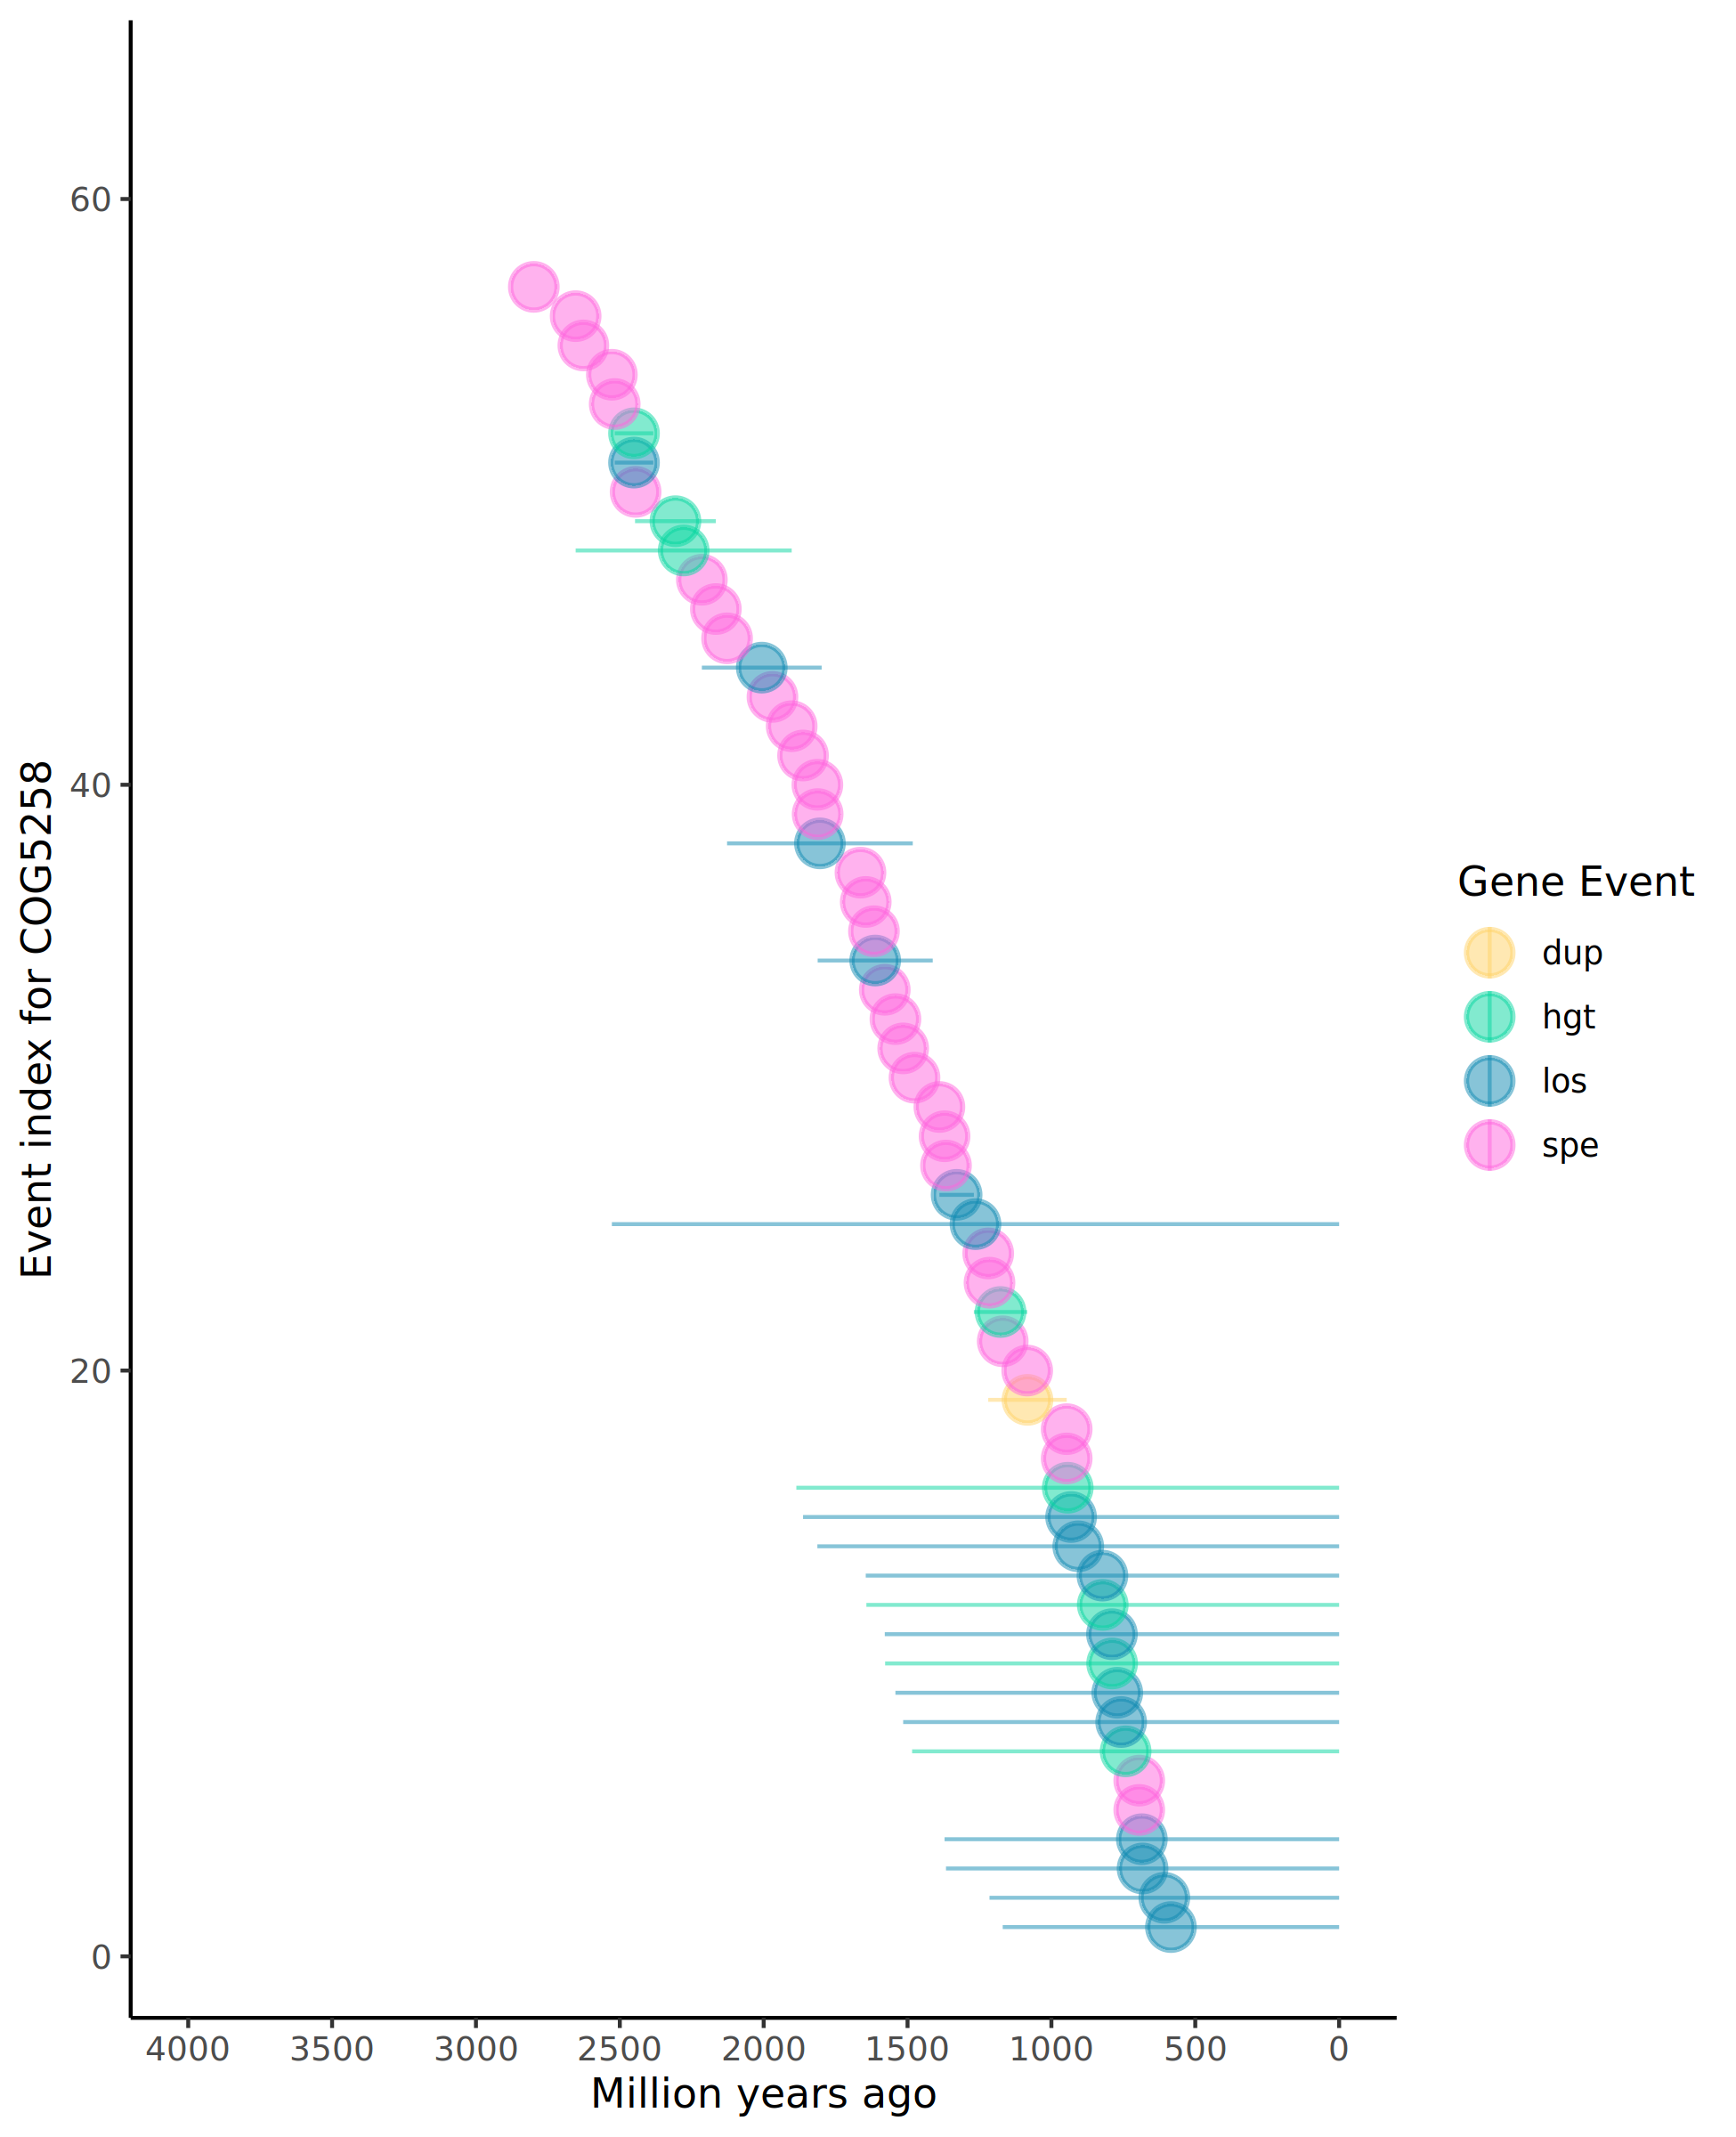 Event index for COG5258
60
40
20
0
4000 3500 3000 2500 2000 1500 1000 500 0
Million years ago
Gene Event
dup
hgt
los
spe